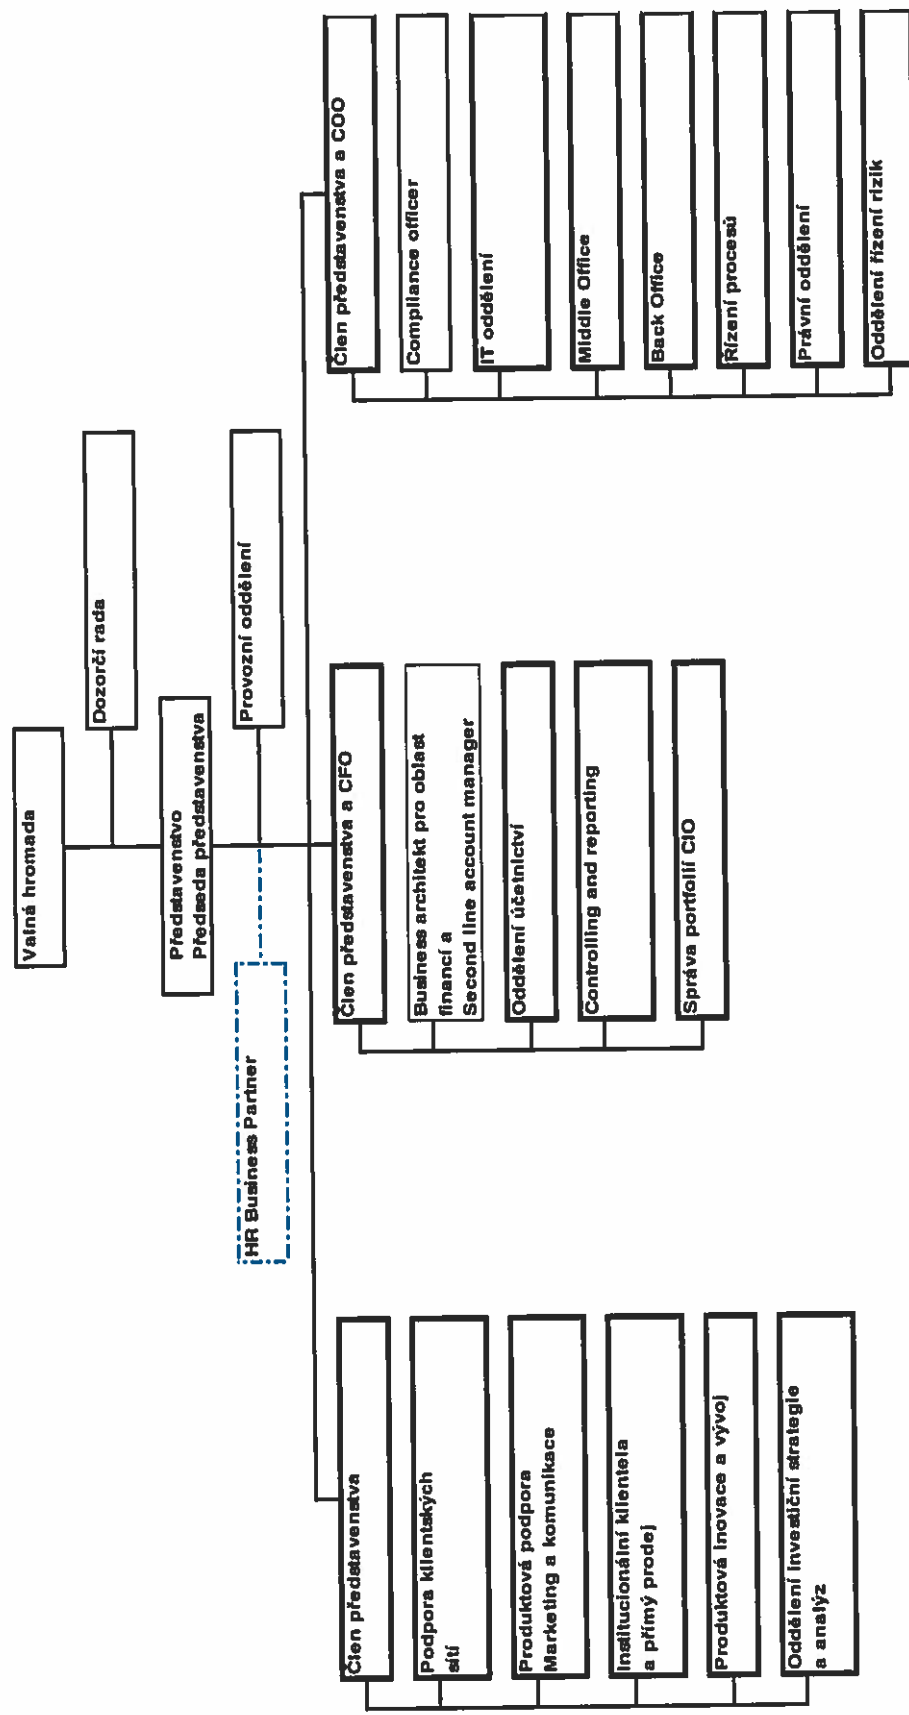 Valná hromada
Dozorčí rada
Představenstvo
Předseda představenstva
HR Business Partner
Provozní oddělení
Člen představenstva
Podpora klientských
sítí
Produktová podpora
Marketing a komunikace
Institucionální klientela
a přímý prodej
Produktová inovace a vývoj
Oddělení investiční strategie
a analýz
Člen představenstva a CFO
Business architekt pro oblast
financí a
Second line account manager
Oddělení účetnictví
Controlling and reporting
Správa portfolií CIO
Člen představenstva a COO
Compliance officer
IT oddělení
Middle Office
Back Office
Řízení procesů
Právní oddělení
Oddělení řízení rizik